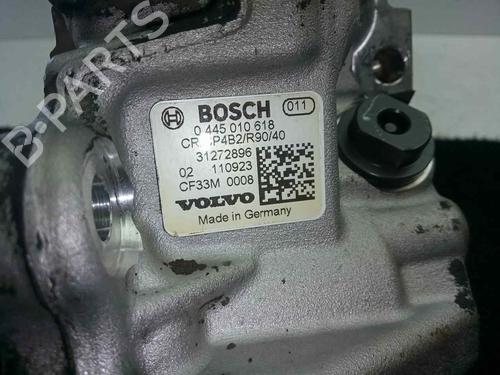 B-PARTS
BOSCH 011
0 445 010 618
31272896
02 110923
CF33M 0008
VOLVO
Made in Germany